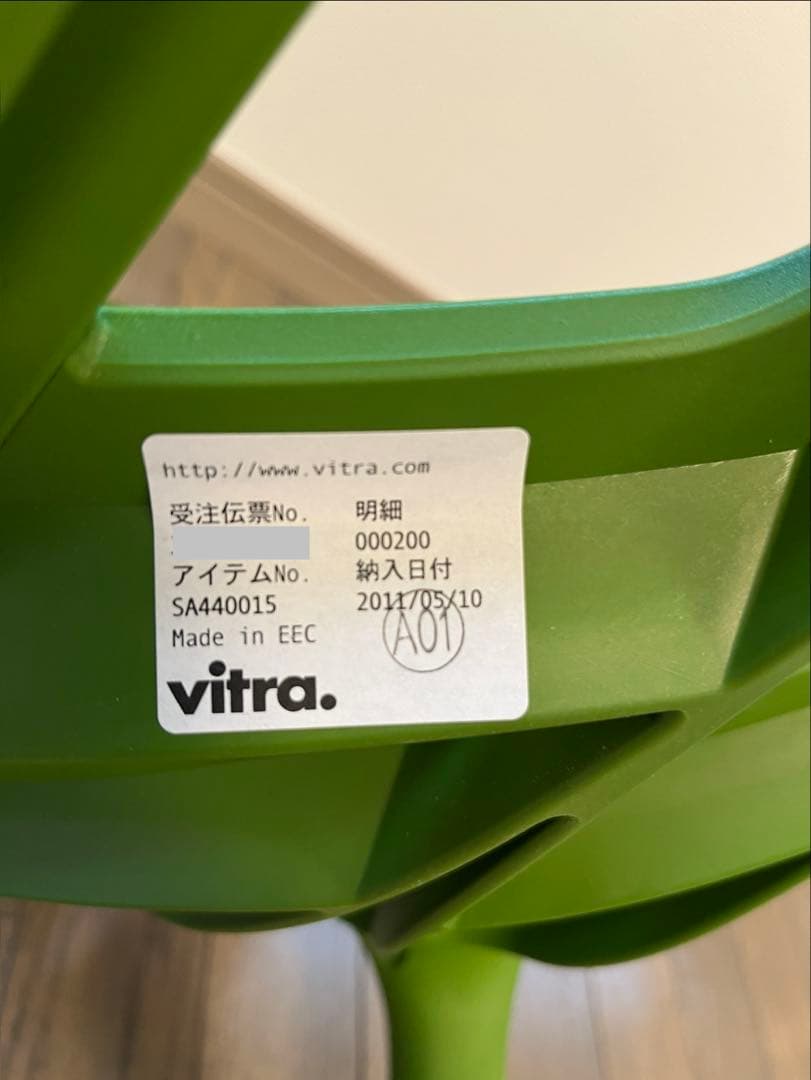 http://www.vitra.com
受注伝票No. 明細
000200
アイテムNo. 納入日付
SA440015 2011/05/10
Made in EEC A01
vitra.